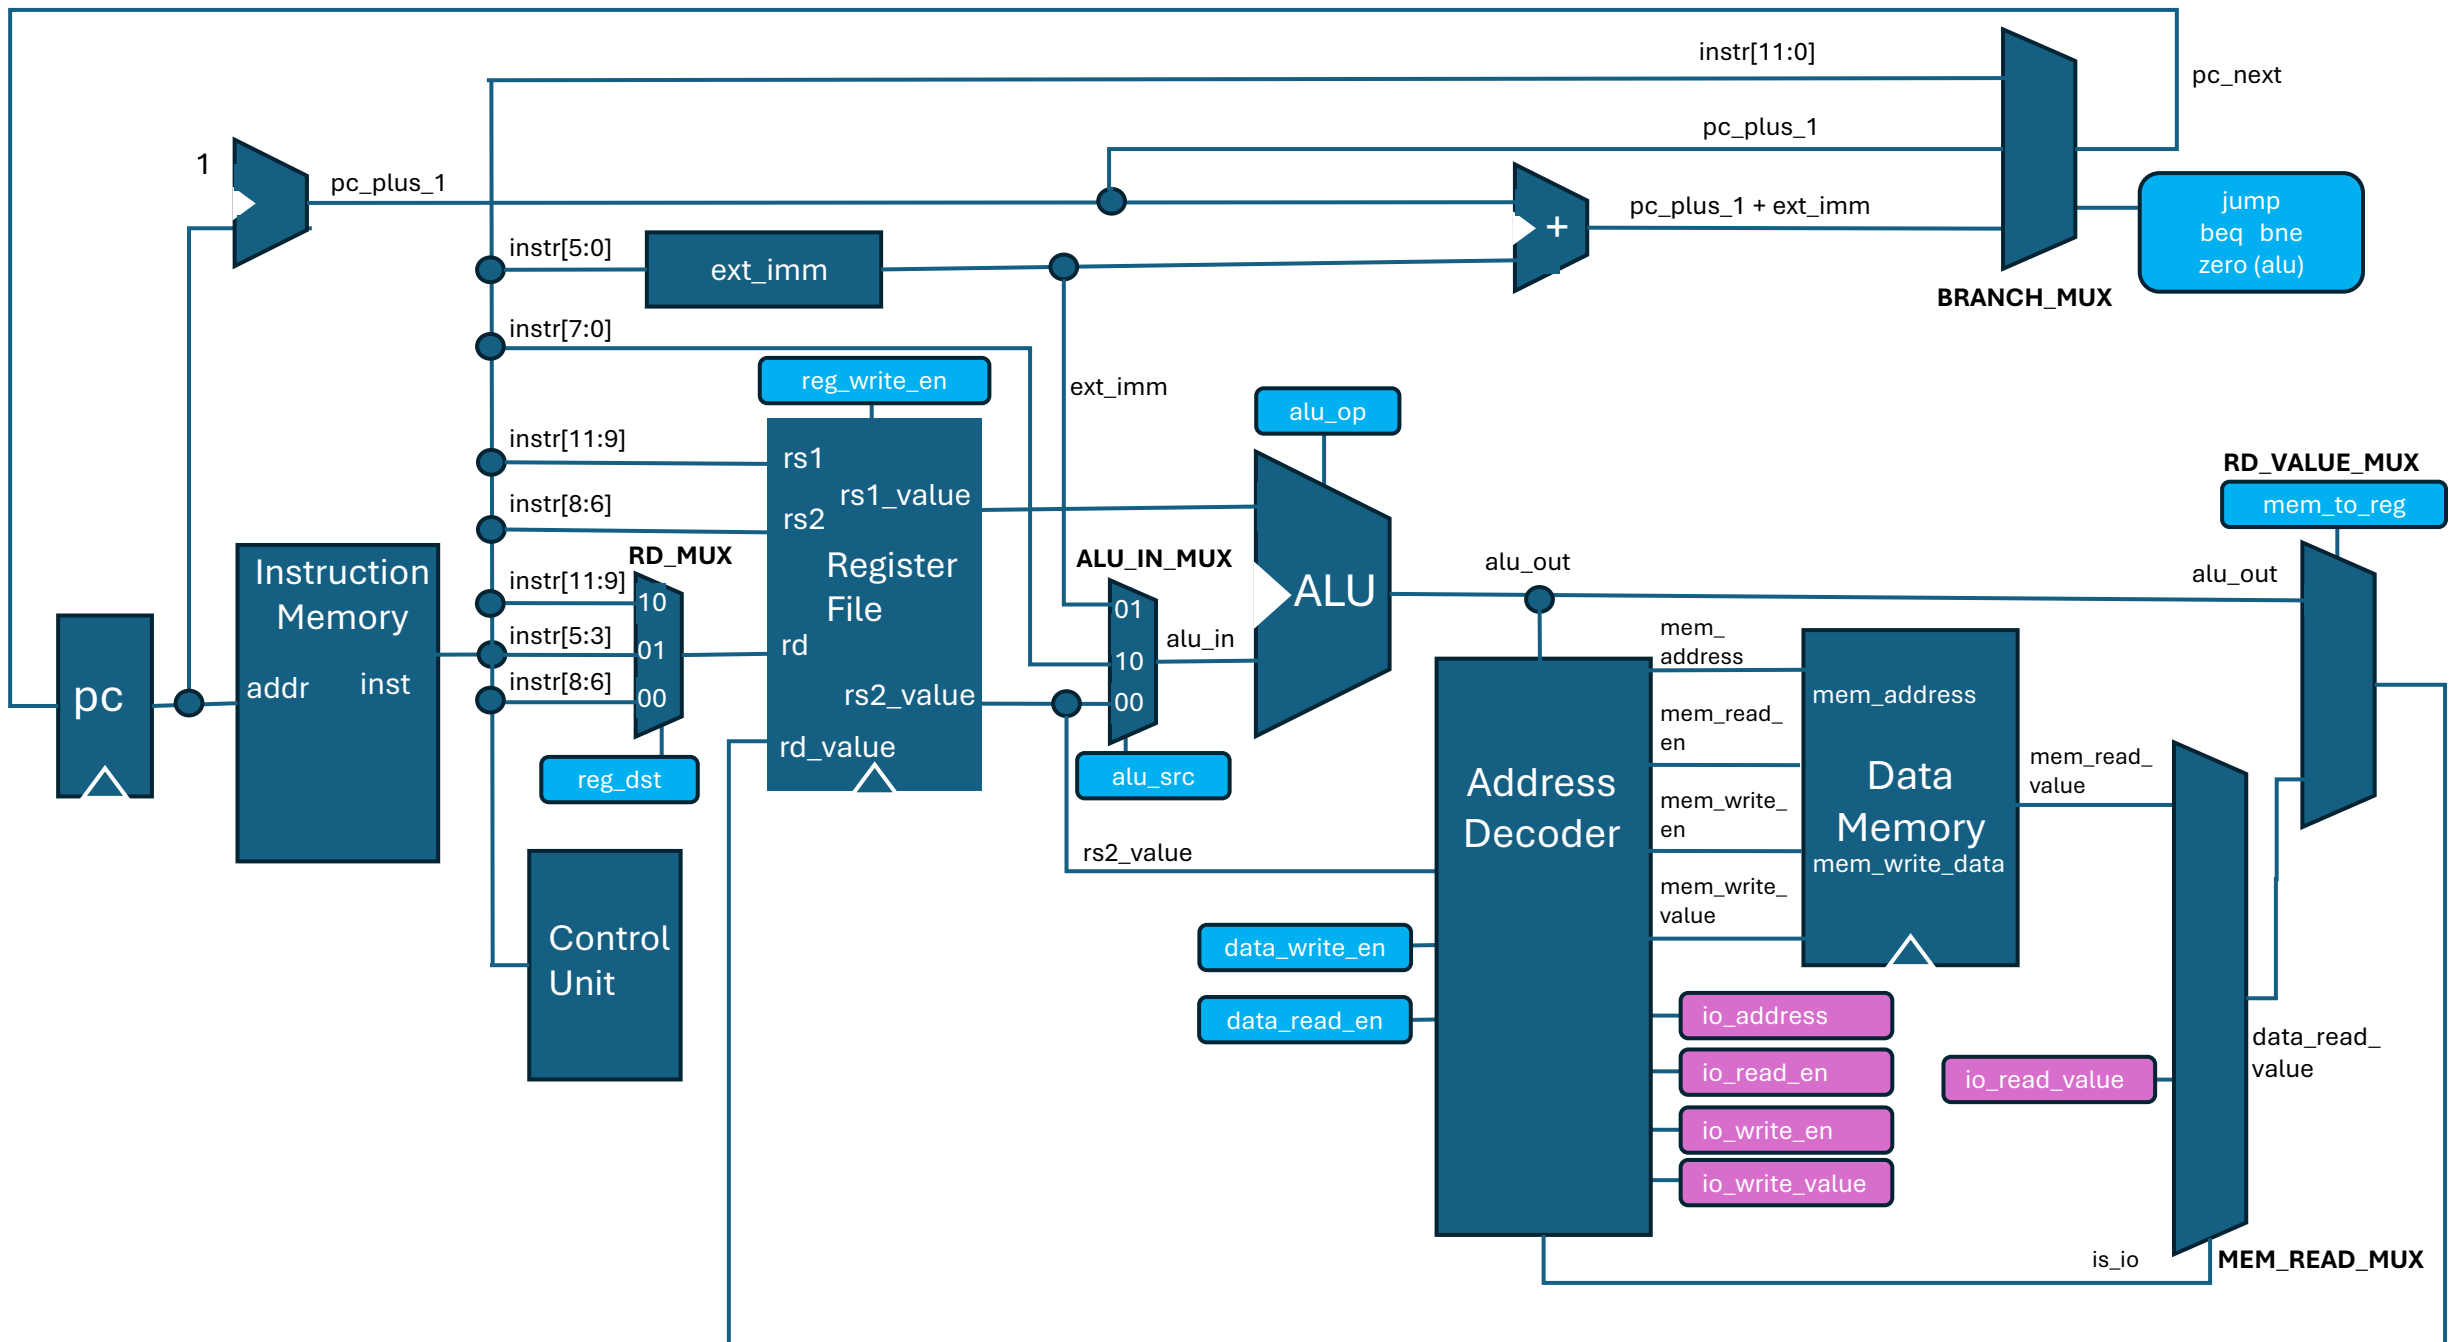 instr[11:0]
pc_next
pc_plus_1
1
pc_plus_1
+
pc_plus_1 + ext_imm
jump
beq bne
zero (alu)
BRANCH_MUX
instr[5:0]
ext_imm
instr[7:0]
reg_write_en
ext_imm
alu_op
instr[11:9]
rs1
rs1_value
instr[8:6]
rs2
Register
File
rd
rs2_value
rd_value
RD_MUX
instr[11:9]
10
instr[5:3]
01
instr[8:6]
00
reg_dst
Instruction
Memory
addr
inst
pc
Control
Unit
ALU_IN_MUX
01
10
00
alu_in
alu_src
ALU
alu_out
RD_VALUE_MUX
mem_to_reg
alu_out
rs2_value
data_write_en
data_read_en
Address
Decoder
mem_
address
mem_read_
en
mem_write_
en
mem_write_
value
mem_address
Data
Memory
mem_write_data
mem_read_
value
io_address
io_read_en
io_write_en
io_write_value
io_read_value
data_read_
value
is_io
MEM_READ_MUX